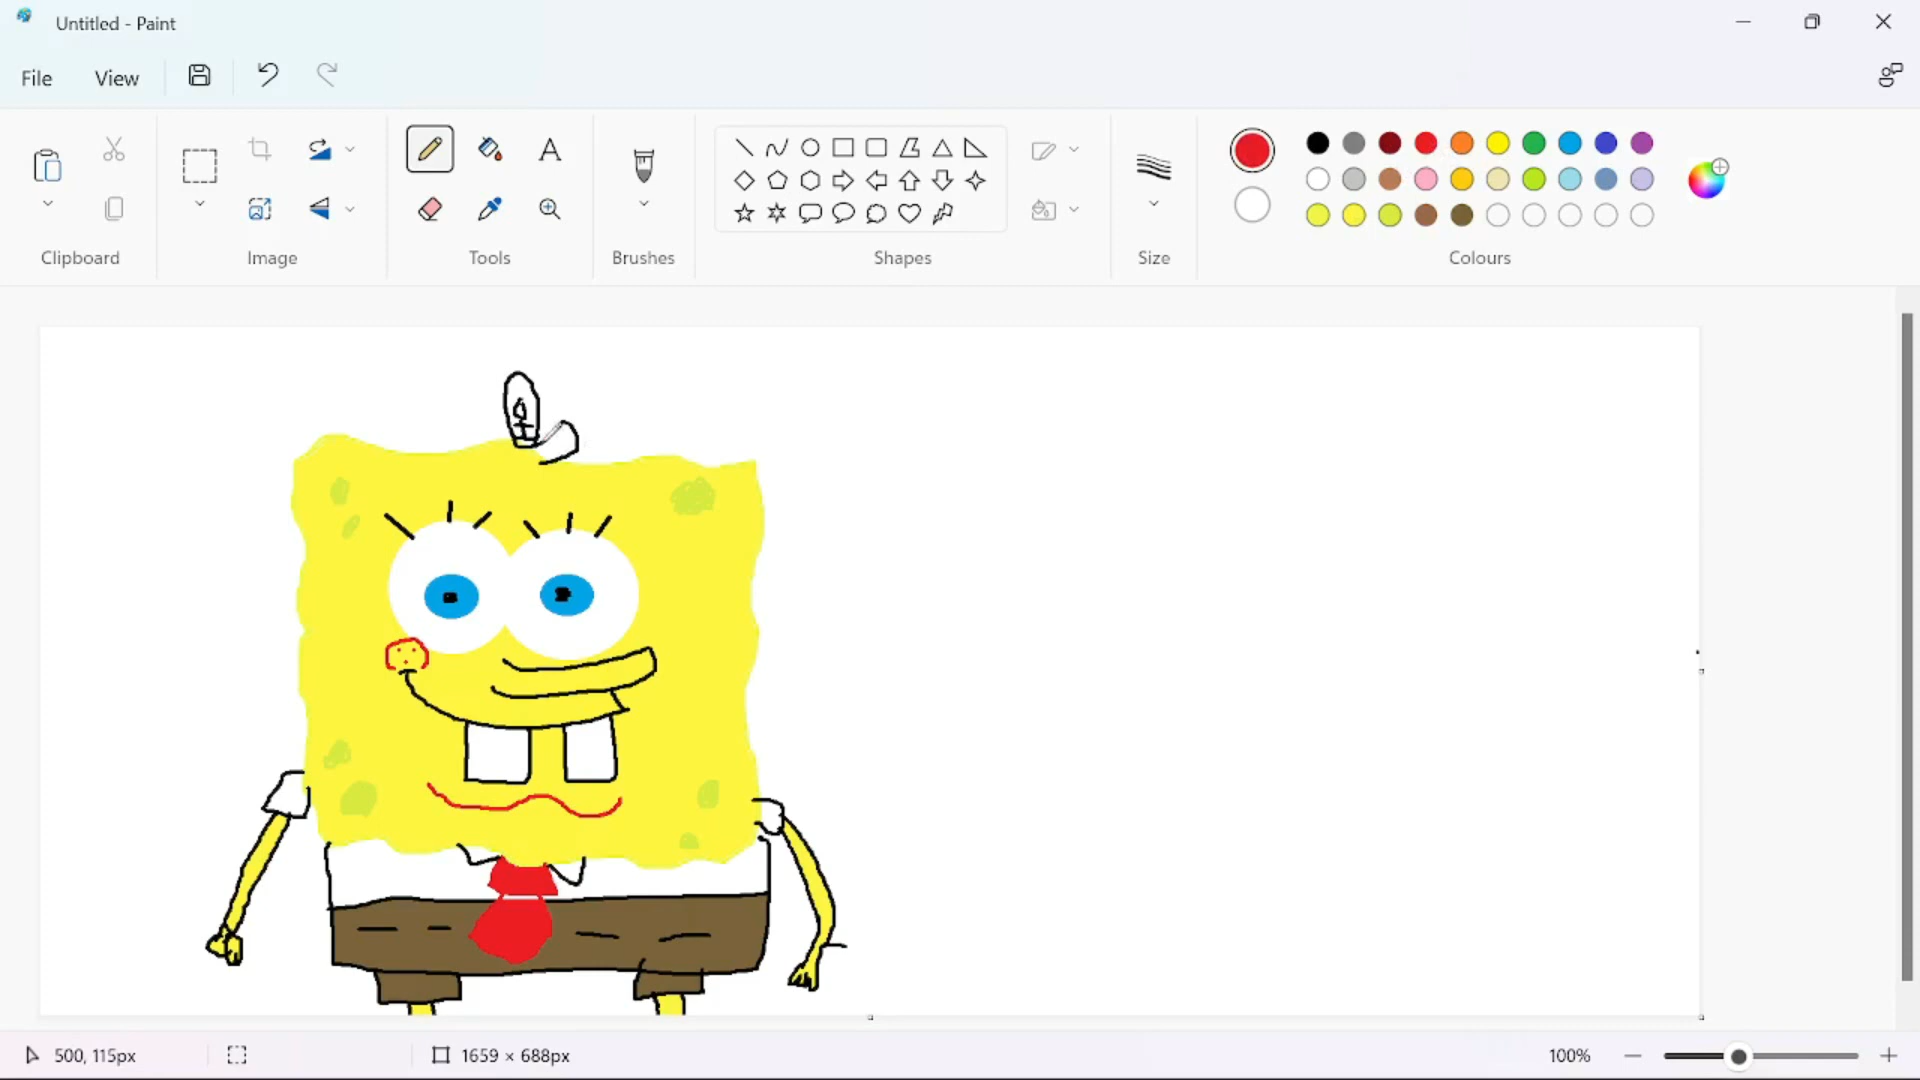 Untitled - Paint
File View
Clipboard Image Tools Brushes Shapes Size Colours
500, 115px 1659 × 688px 100%